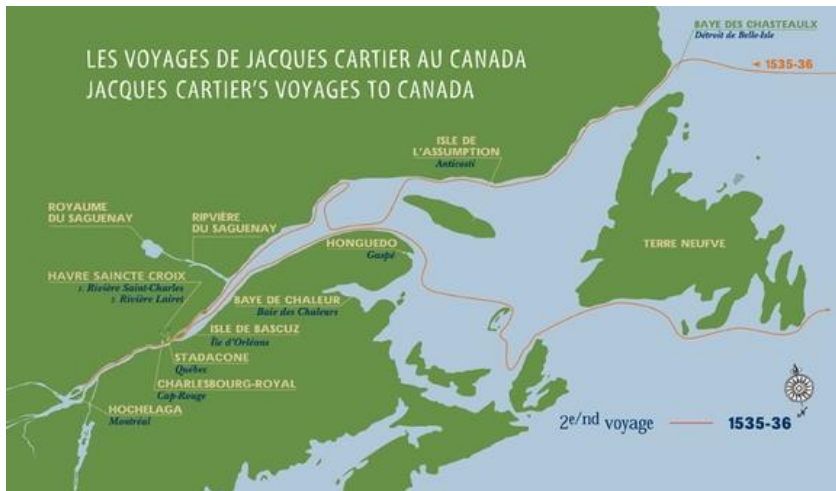 LES VOYAGES DE JACQUES CARTIER AU CANADA
JACQUES CARTIER'S VOYAGES TO CANADA
BAYE DES CHASTEAULX
Détroit de Belle-Isle
◄ 1535-36
ISLE DE
L'ASSUMPTION
Anticosti
ROYAUME
DU SAGUENAY
RIPVIÈRE
DU SAGUENAY
HONGUEDO
Gaspé
TERRE NEUFVE
HAVRE SAINCTE CROIX
1. Rivière Saint-Charles
2. Rivière Lairet
BAYE DE CHALEUR
Baie des Chaleurs
ISLE DE BASCUZ
Île d'Orléans
STADACONE
Québec
CHARLESBOURG-ROYAL
Cap-Rouge
HOCHELAGA
Montréal
2e/nd voyage 1535-36